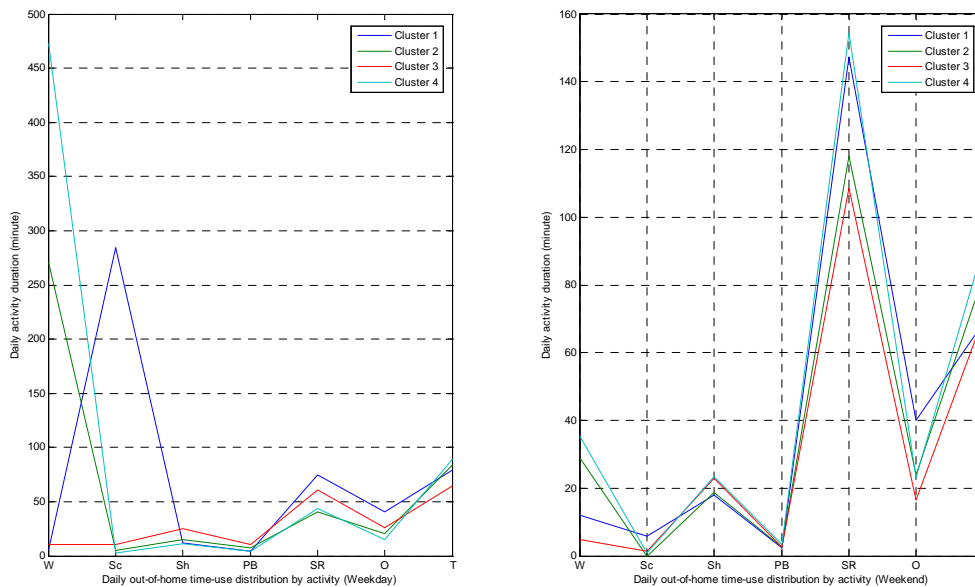 500
450
400
350
300
250
200
150
100
50
0
Daily activity duration (minute)
W Sc Sh PB SR O T
Daily out-of-home time-use distribution by activity (Weekday)
Cluster 1
Cluster 2
Cluster 3
Cluster 4
160
140
120
100
80
60
40
20
0
Daily activity duration (minute)
W Sc Sh PB SR O
Daily out-of-home time-use distribution by activity (Weekend)
Cluster 1
Cluster 2
Cluster 3
Cluster 4